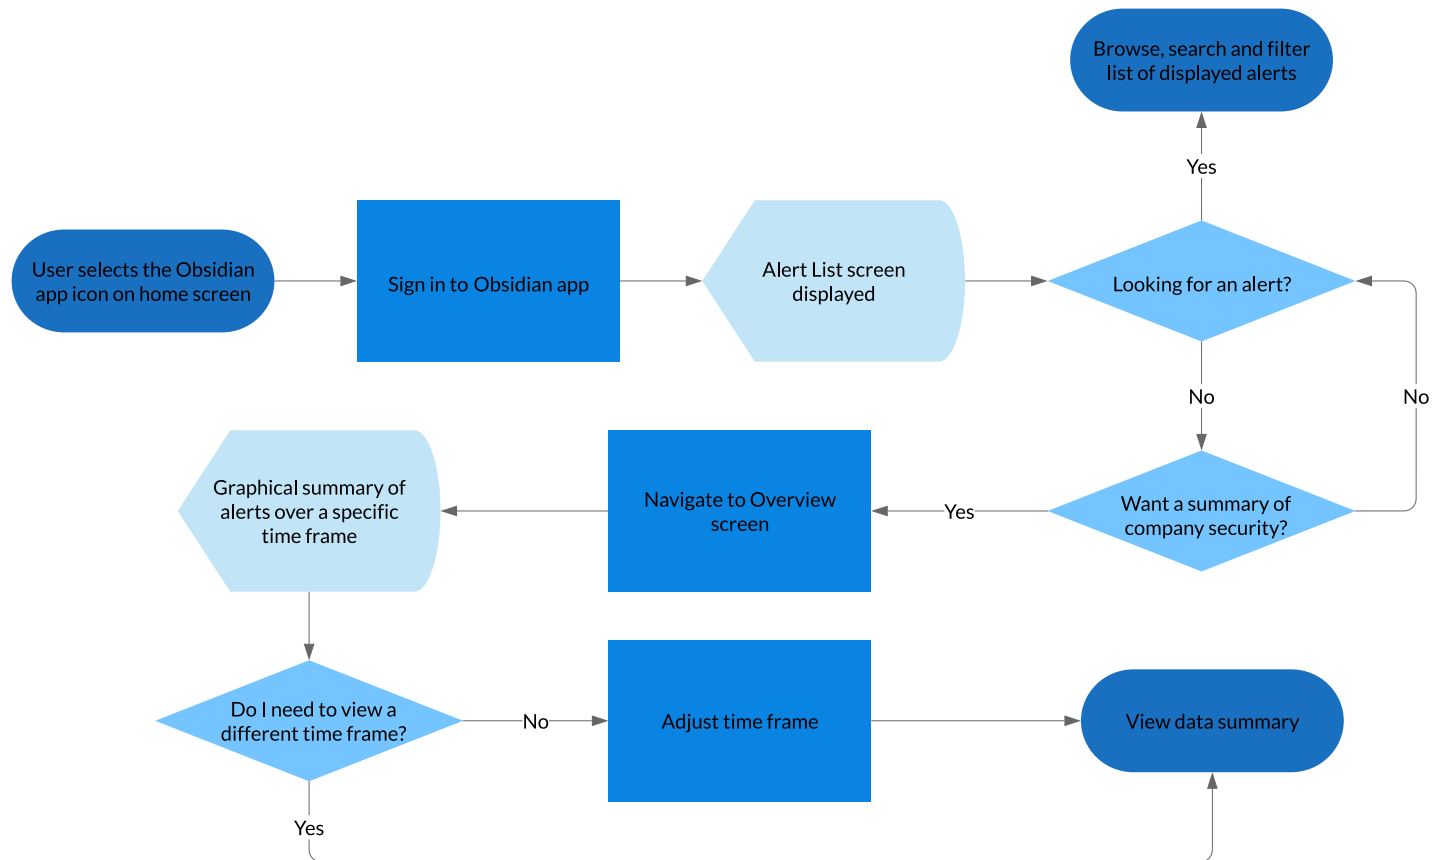 Browse, search and filter
list of displayed alerts
Yes
User selects the Obsidian
app icon on home screen
Sign in to Obsidian app
Alert List screen
displayed
Looking for an alert?
No
No
Graphical summary of
alerts over a specific
time frame
Navigate to Overview
screen
Yes
Want a summary of
company security?
Do I need to view a
different time frame?
No
Adjust time frame
View data summary
Yes